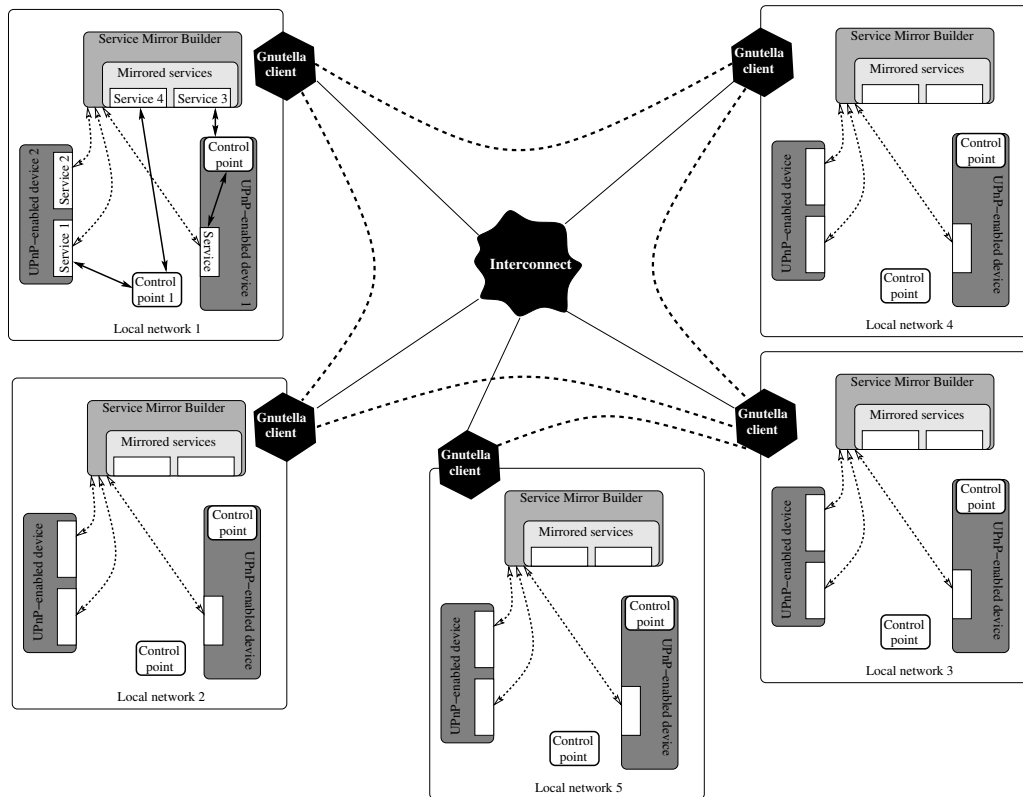 Service Mirror Builder
Mirrored services
Service 4
Service 3
Gnutella
client
UPnP−enabled device 2
Service 2
Service 1
Control
point
UPnP−enabled device 1
Service
Control
point 1
Local network 1
Gnutella
client
Service Mirror Builder
Mirrored services
UPnP−enabled device
Control
point
UPnP−enabled device
Control
point
Local network 4
Interconnect
Service Mirror Builder
Mirrored services
Gnutella
client
UPnP−enabled device
Control
point
UPnP−enabled device
Control
point
Local network 2
Gnutella
client
Service Mirror Builder
Mirrored services
UPnP−enabled device
Control
point
UPnP−enabled device
Control
point
Local network 3
Gnutella
client
Service Mirror Builder
Mirrored services
UPnP−enabled device
Control
point
UPnP−enabled device
Control
point
Local network 5